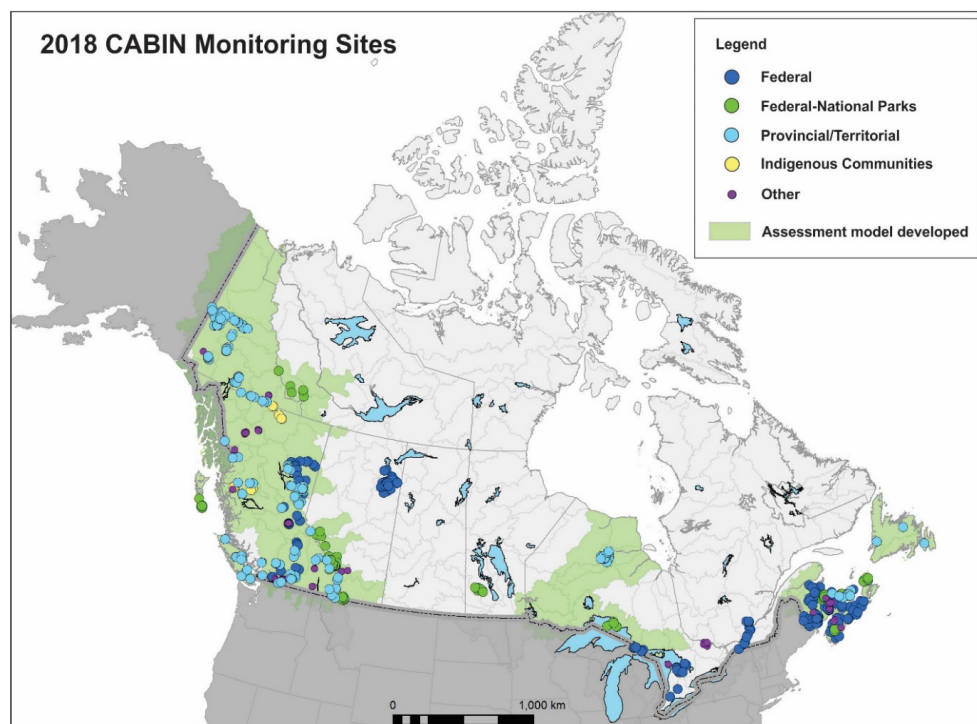 2018 CABIN Monitoring Sites
Legend
Federal
Federal-National Parks
Provincial/Territorial
Indigenous Communities
Other
Assessment model developed
0 1,000 km